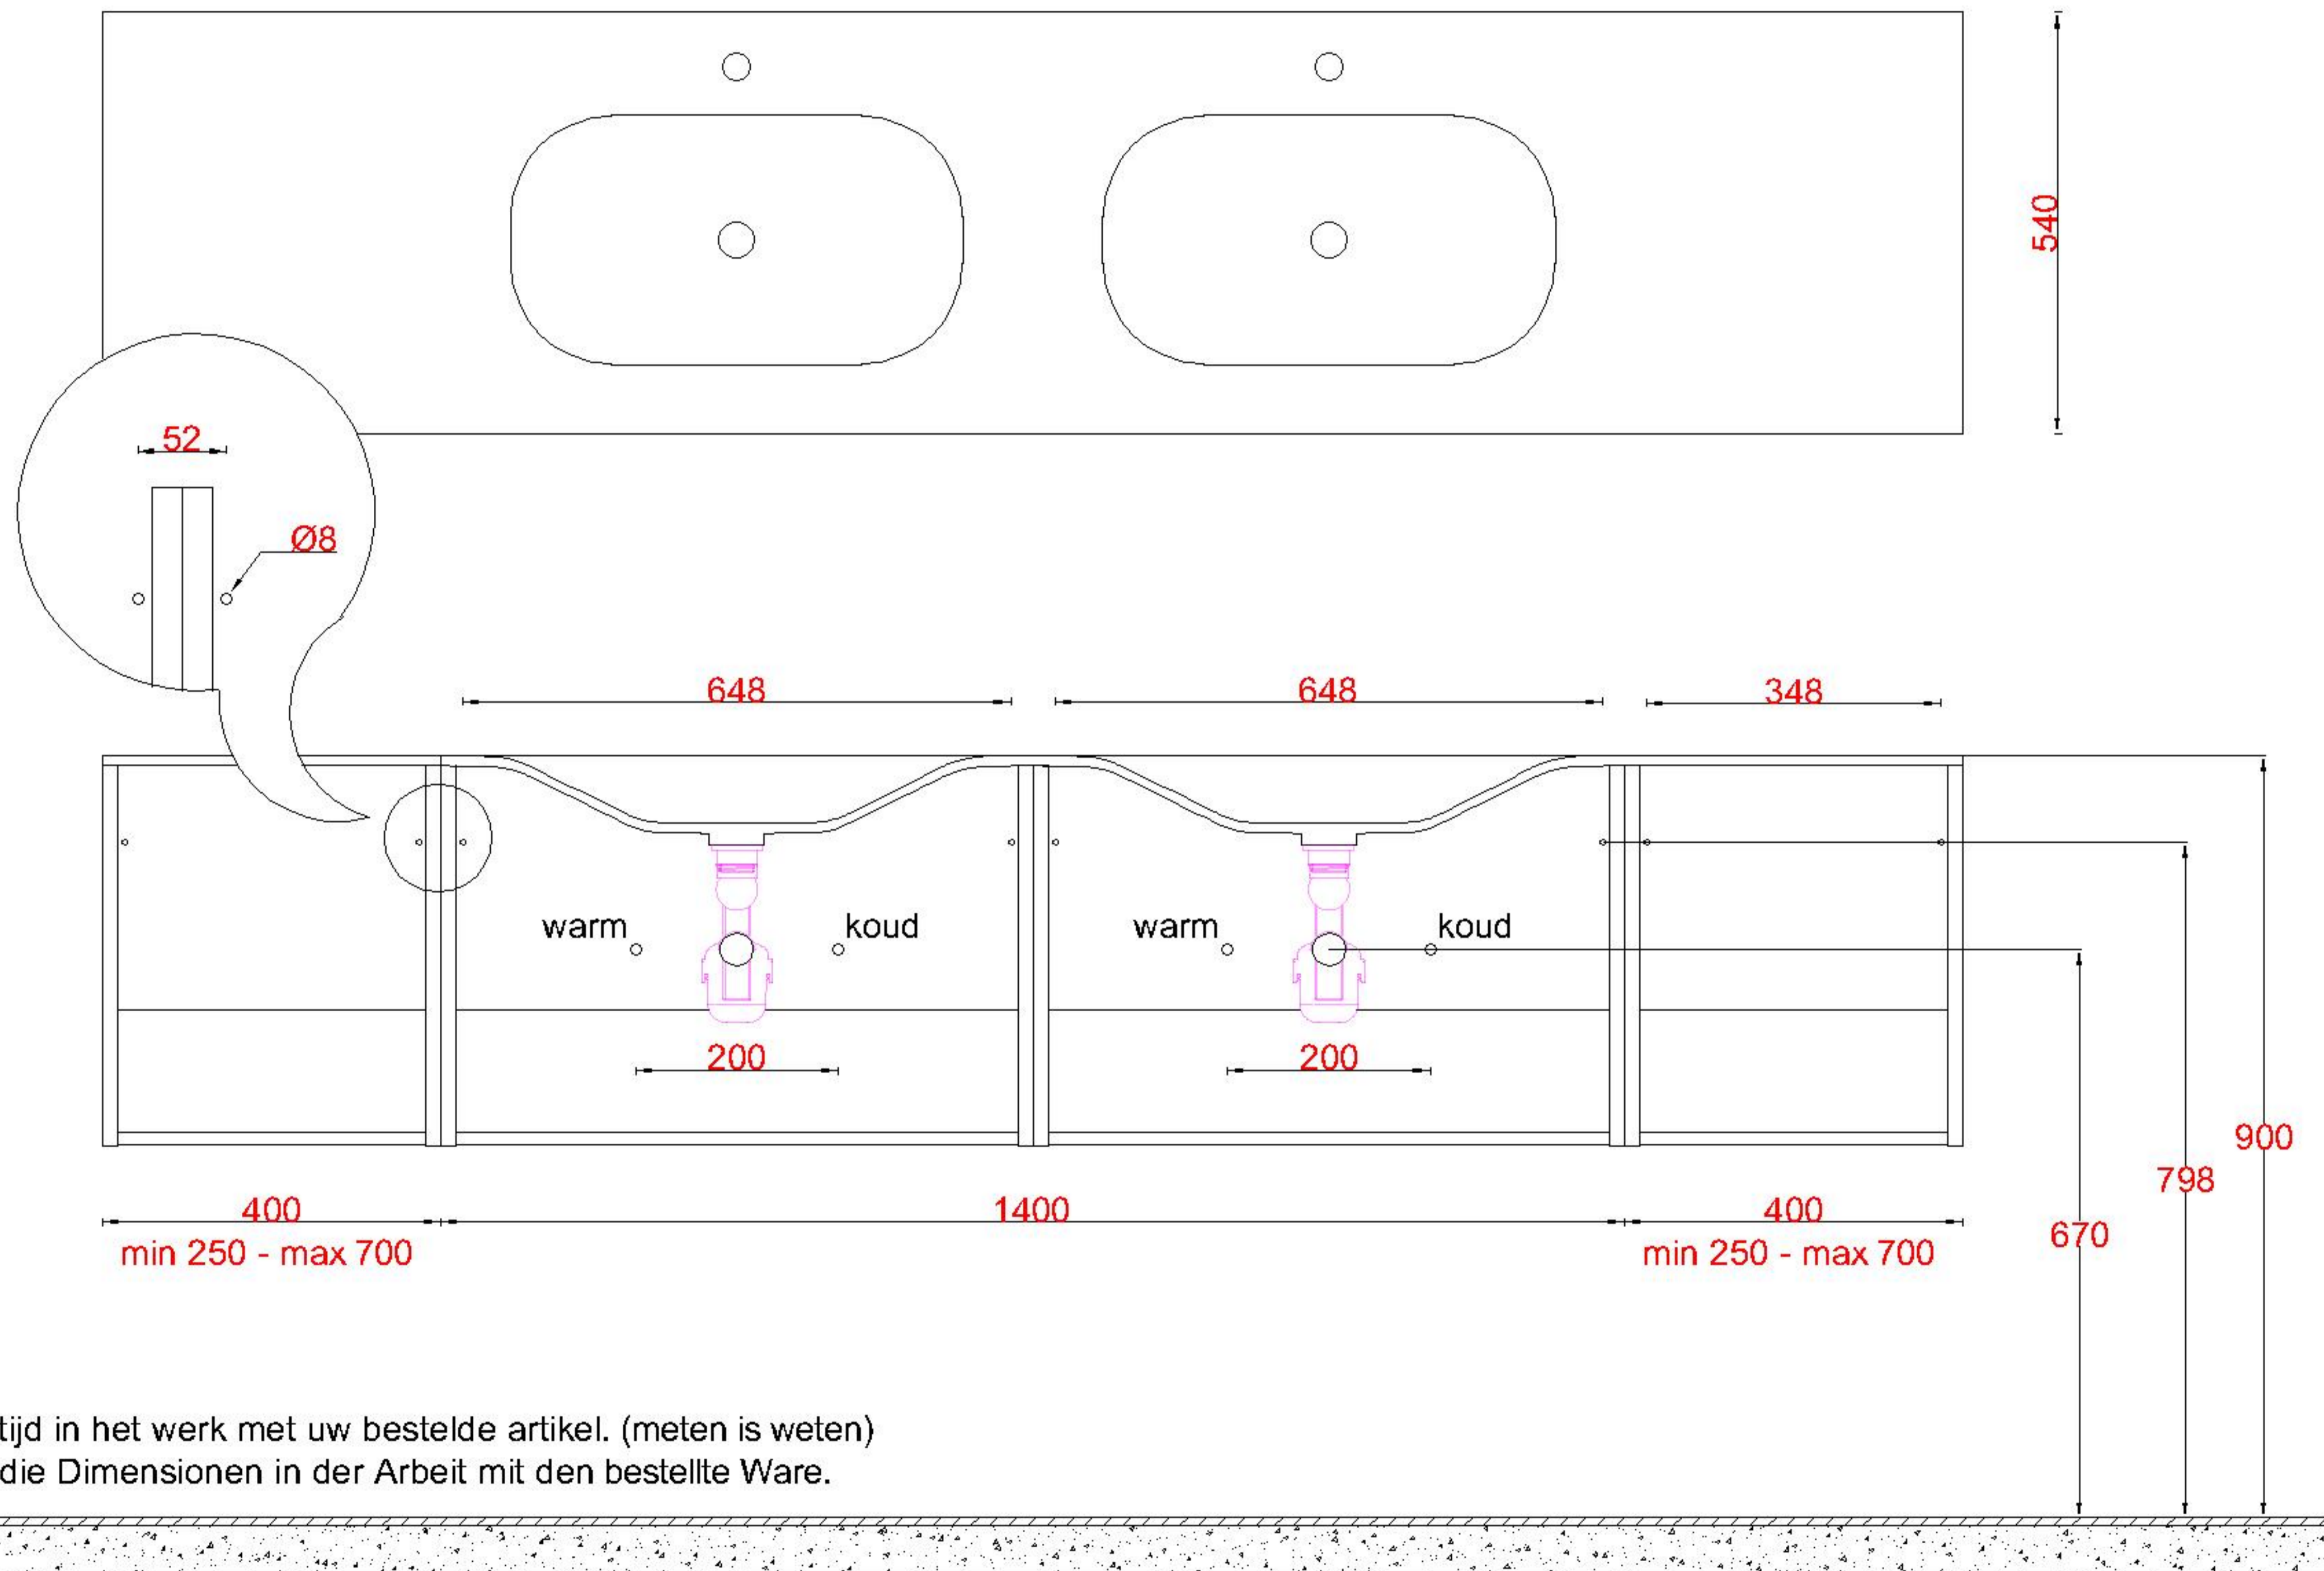 540
52
Ø8
648
648
348
warm
koud
warm
koud
200
200
900
798
670
400
1400
400
min 250 - max 700
min 250 - max 700
tijd in het werk met uw bestelde artikel. (meten is weten)
die Dimensionen in der Arbeit mit den bestellte Ware.